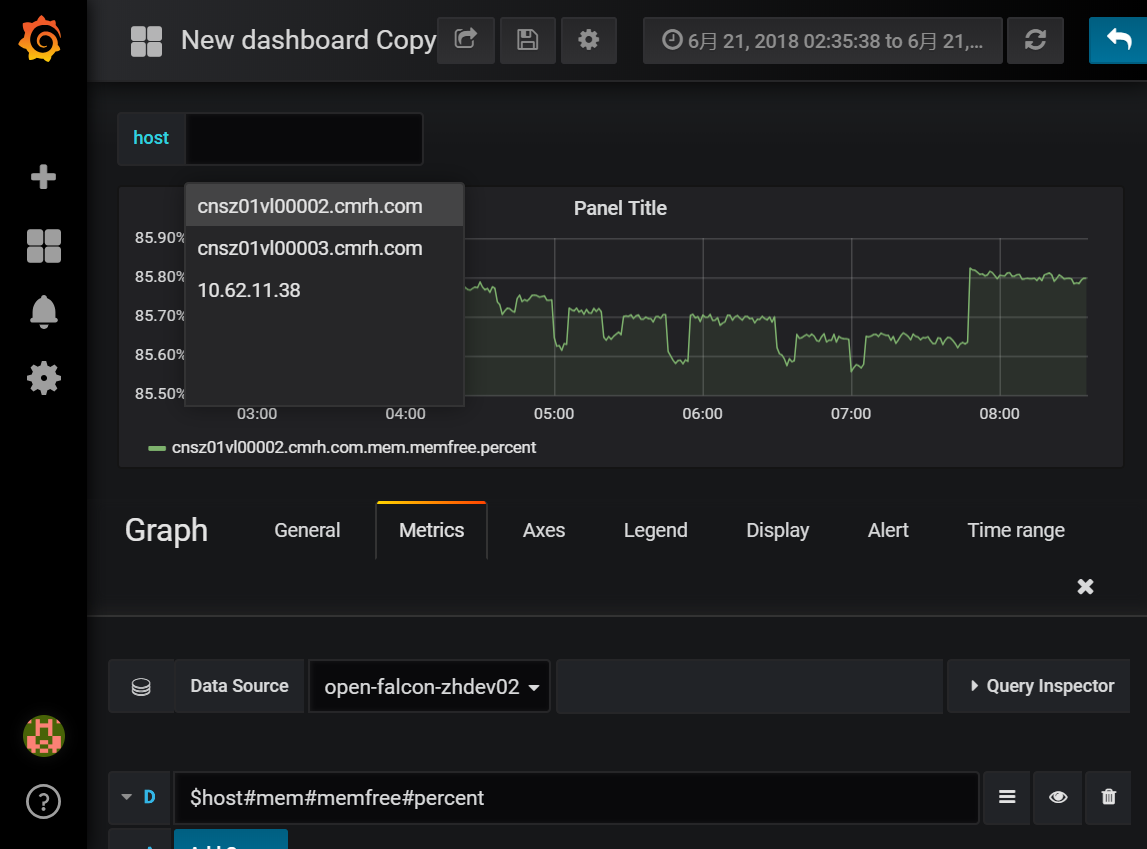 New dashboard Copy
6月 21, 2018 02:35:38 to 6月 21,...
host
cnsz01vl00002.cmrh.com
cnsz01vl00003.cmrh.com
10.62.11.38
Panel Title
85.90%
85.80%
85.70%
85.60%
85.50%
03:00 04:00 05:00 06:00 07:00 08:00
cnsz01vl00002.cmrh.com.mem.memfree.percent
Graph General Metrics Axes Legend Display Alert Time range
Data Source open-falcon-zhdev02 Query Inspector
D $host#mem#memfree#percent